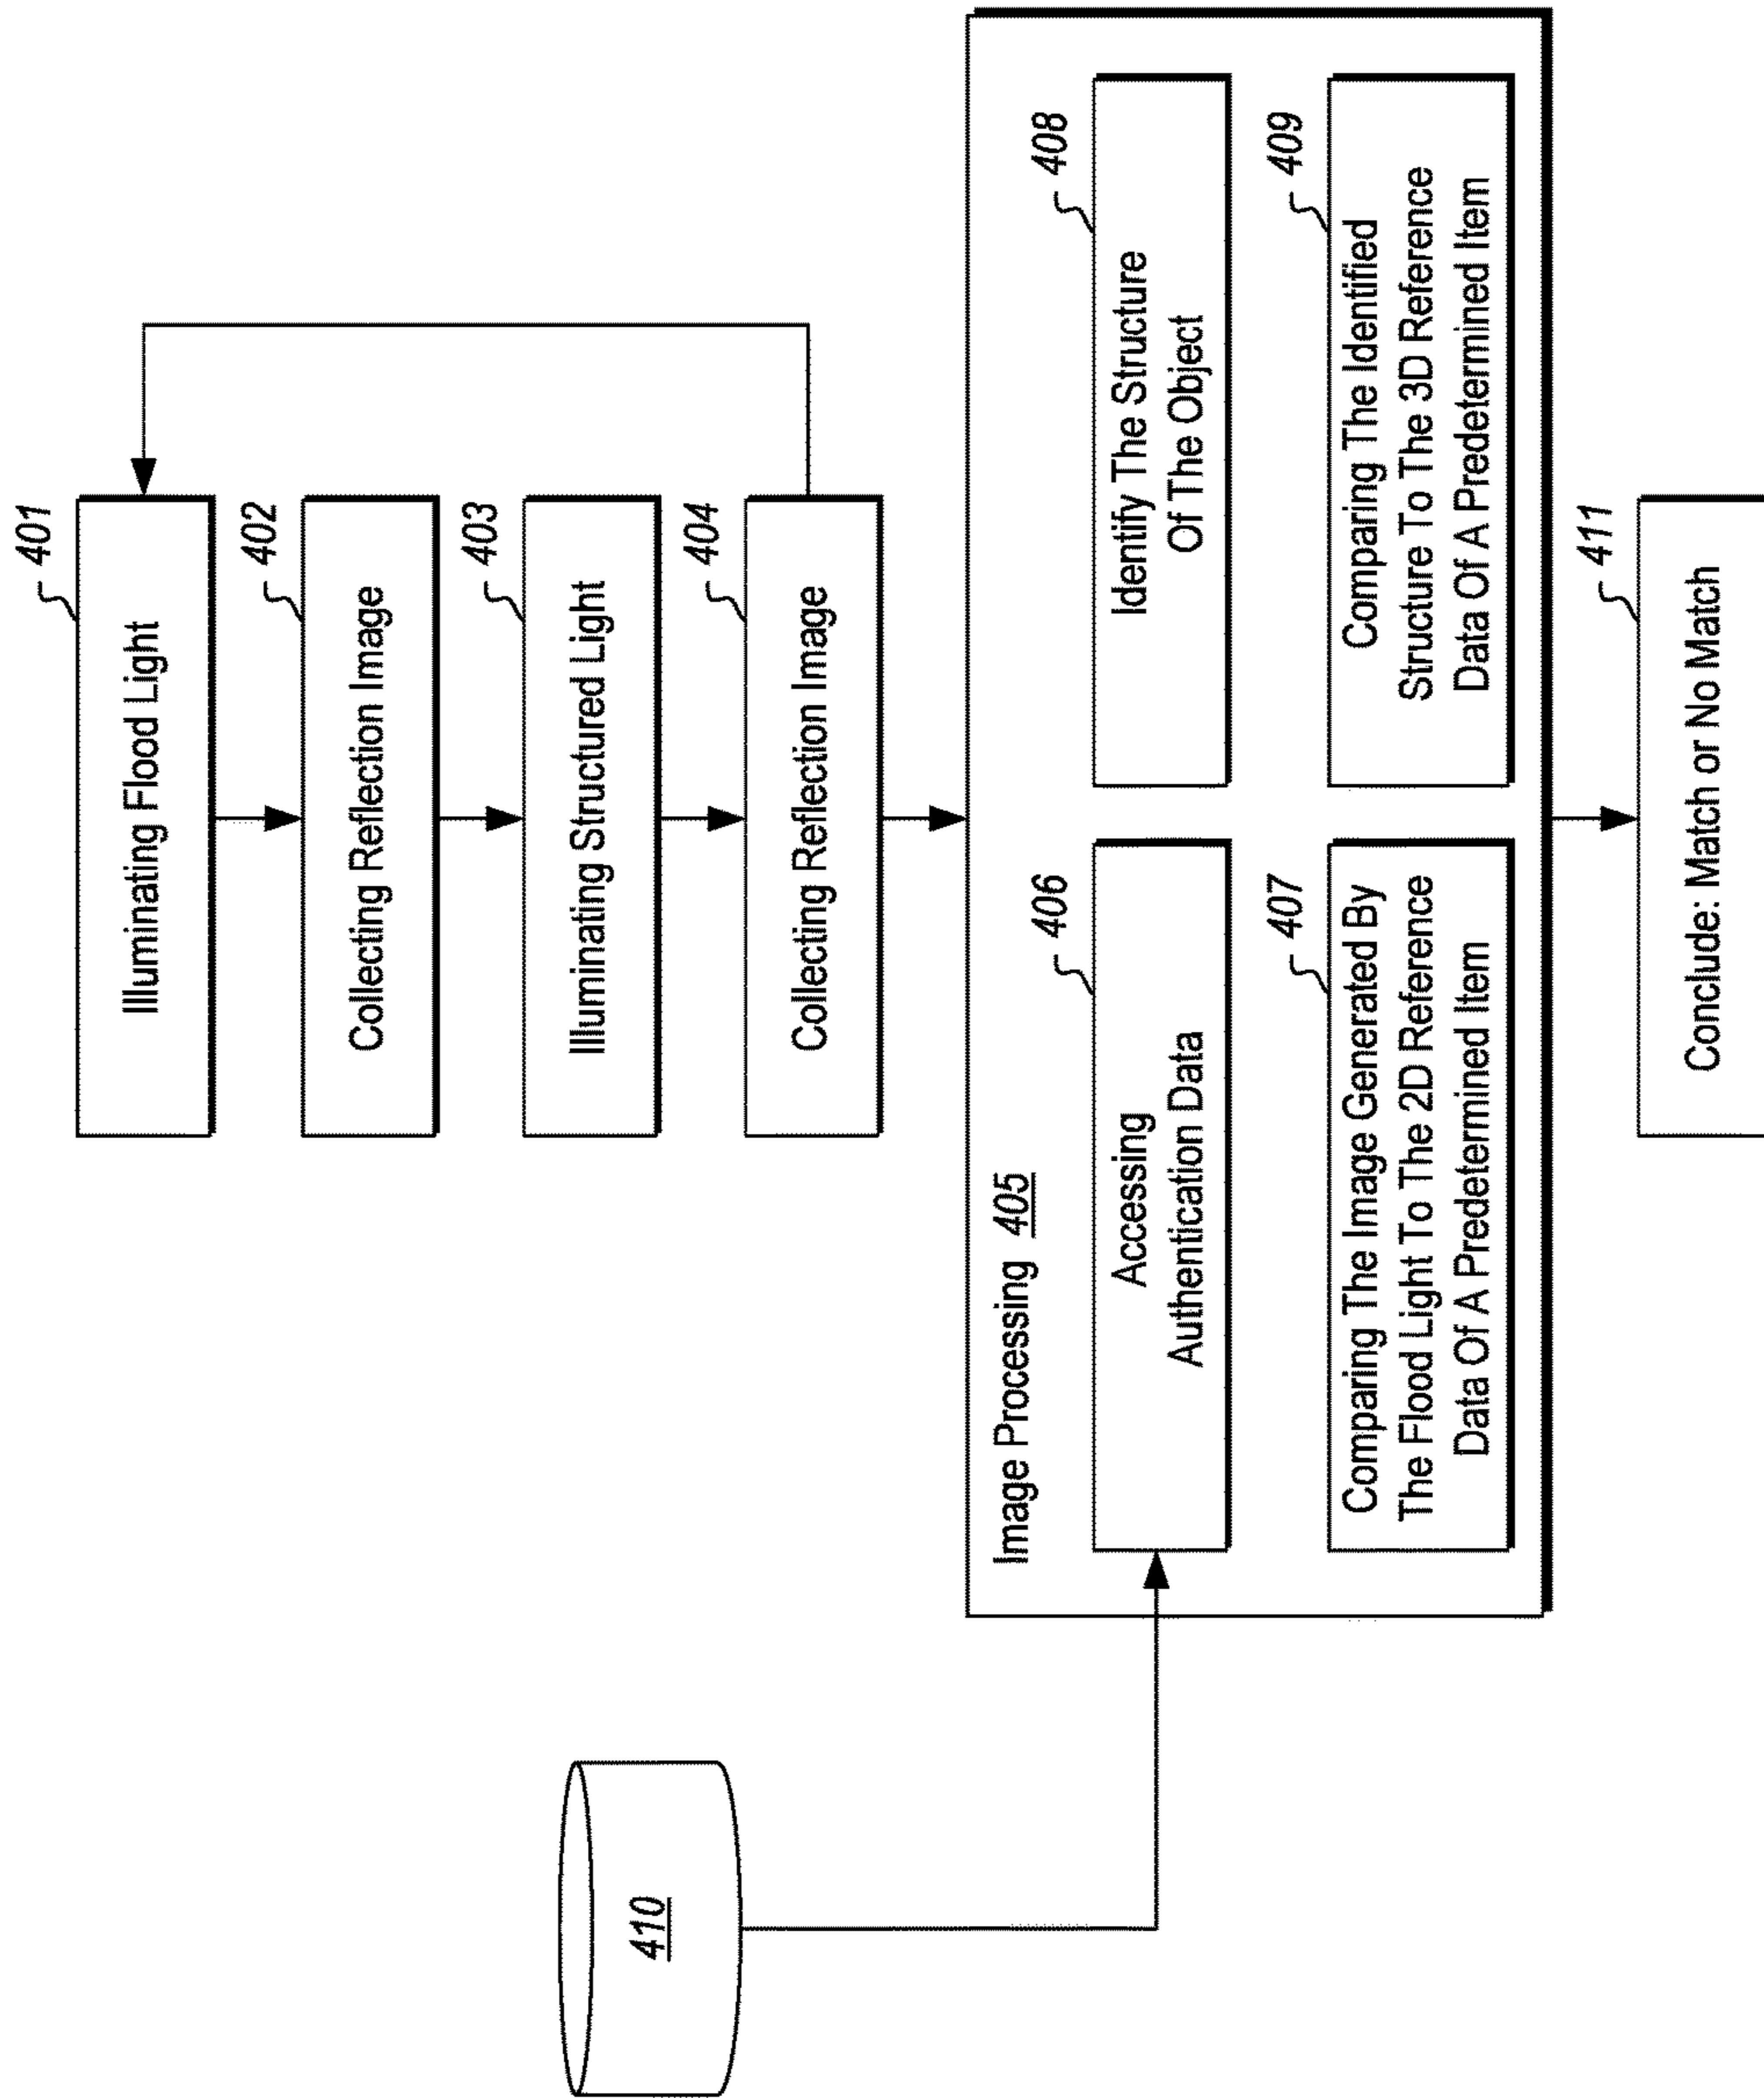 401
Illuminating Flood Light
402
Collecting Reflection Image
403
Illuminating Structured Light
404
Collecting Reflection Image
410
Image Processing 405
406
Accessing
Authentication Data
408
Identify The Structure
Of The Object
407
Comparing The Image Generated By
The Flood Light To The 2D Reference
Data Of A Predetermined Item
409
Comparing The Identified
Structure To The 3D Reference
Data Of A Predetermined Item
411
Conclude: Match or No Match